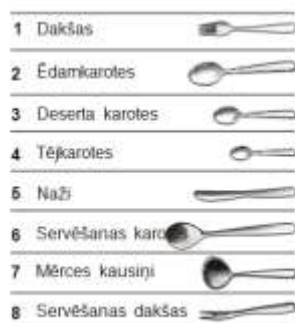 1 Dakšas
2 Ēdamkarotes
3 Deserta karotes
4 Tējkarotes
5 Naži
6 Servēšanas karo
7 Mērces kausiņi
8 Servēšanas dakšas